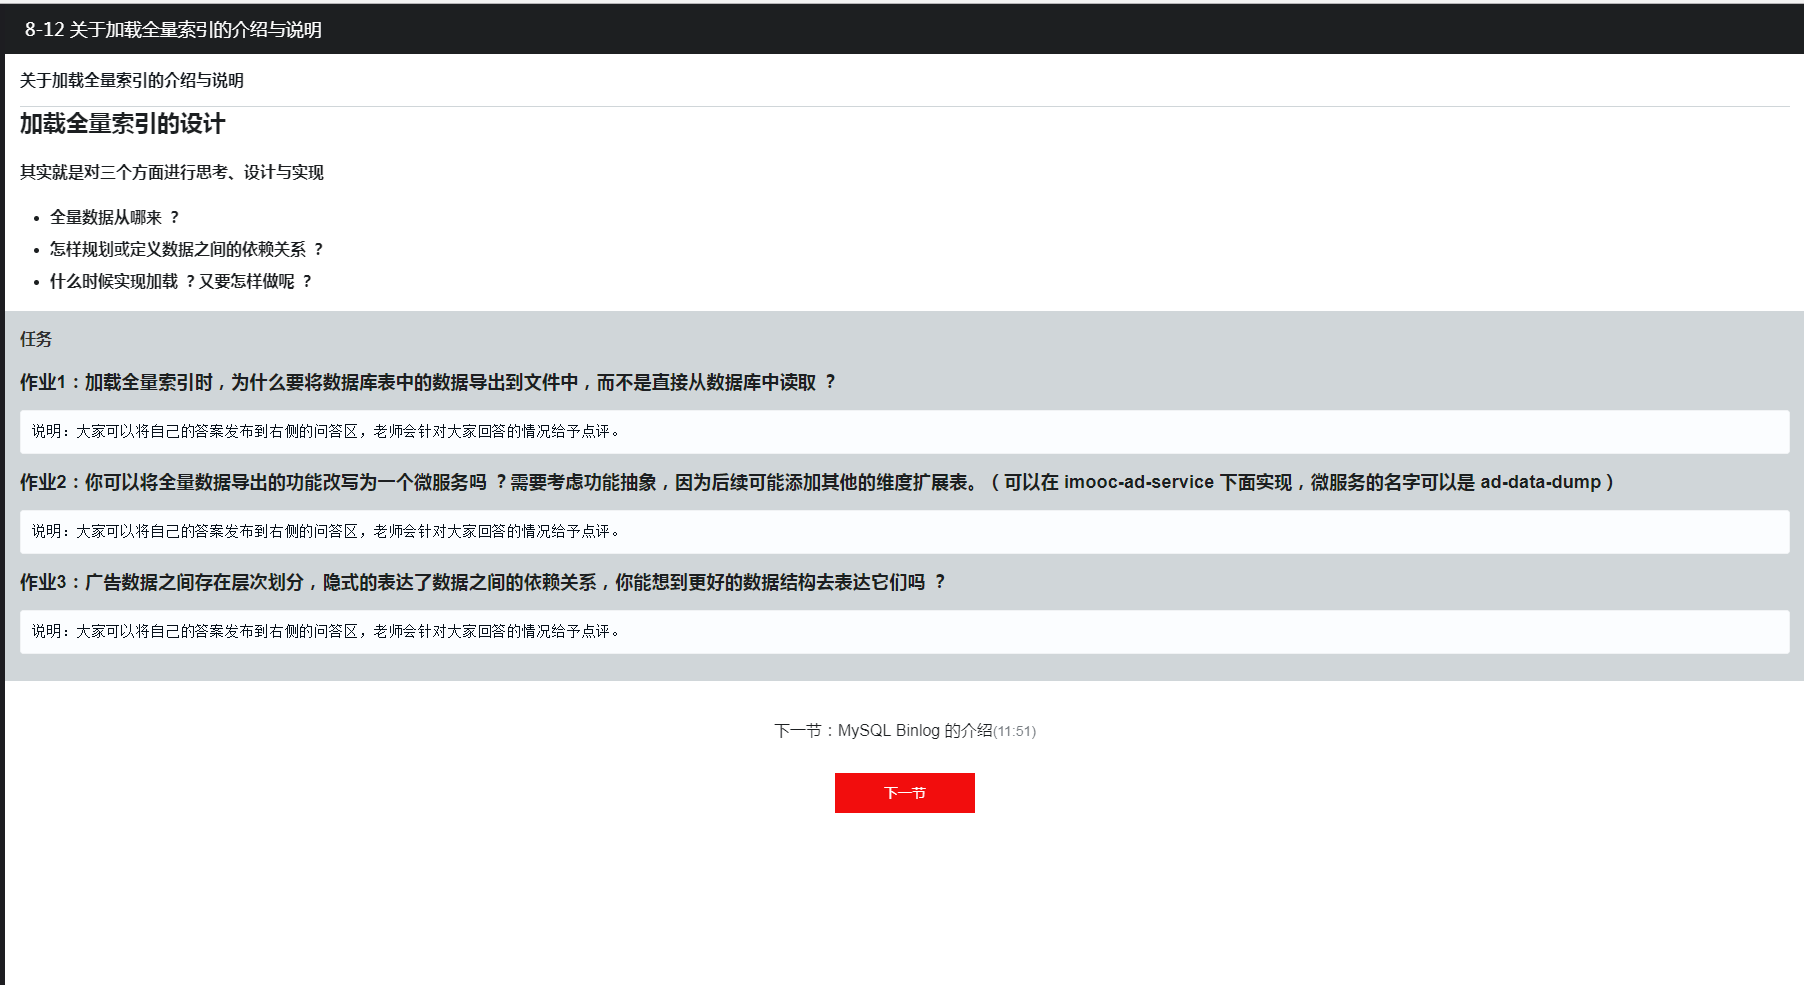 8-12 关于加载全量索引的介绍与说明
关于加载全量索引的介绍与说明
加载全量索引的设计
其实就是对三个方面进行思考、设计与实现
• 全量数据从哪来 ？
• 怎样规划或定义数据之间的依赖关系 ？
• 什么时候实现加载 ？又要怎样做呢 ？
任务
作业1：加载全量索引时，为什么要将数据库表中的数据导出到文件中，而不是直接从数据库中读取 ？
说明：大家可以将自己的答案发布到右侧的问答区，老师会针对大家回答的情况给予点评。
作业2：你可以将全量数据导出的功能改写为一个微服务吗 ？需要考虑功能抽象，因为后续可能添加其他的维度扩展表。（可以在 imooc-ad-service 下面实现，微服务的名字可以是 ad-data-dump）
说明：大家可以将自己的答案发布到右侧的问答区，老师会针对大家回答的情况给予点评。
作业3：广告数据之间存在层次划分，隐式的表达了数据之间的依赖关系，你能想到更好的数据结构去表达它们吗 ？
说明：大家可以将自己的答案发布到右侧的问答区，老师会针对大家回答的情况给予点评。
下一节：MySQL Binlog 的介绍(11:51)
下一节